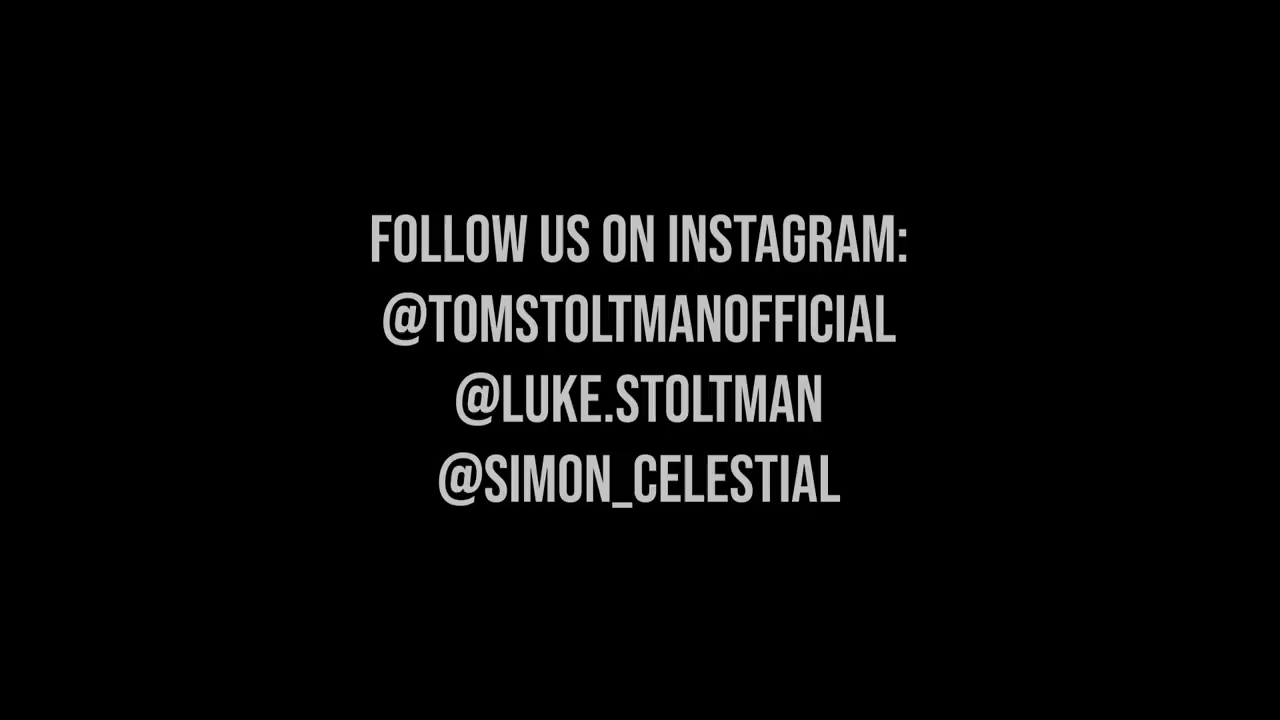 FOLLOW US ON INSTAGRAM:
@TOMSTOLTMANOFFICIAL
@LUKE.STOLTMAN
@SIMON_CELESTIAL